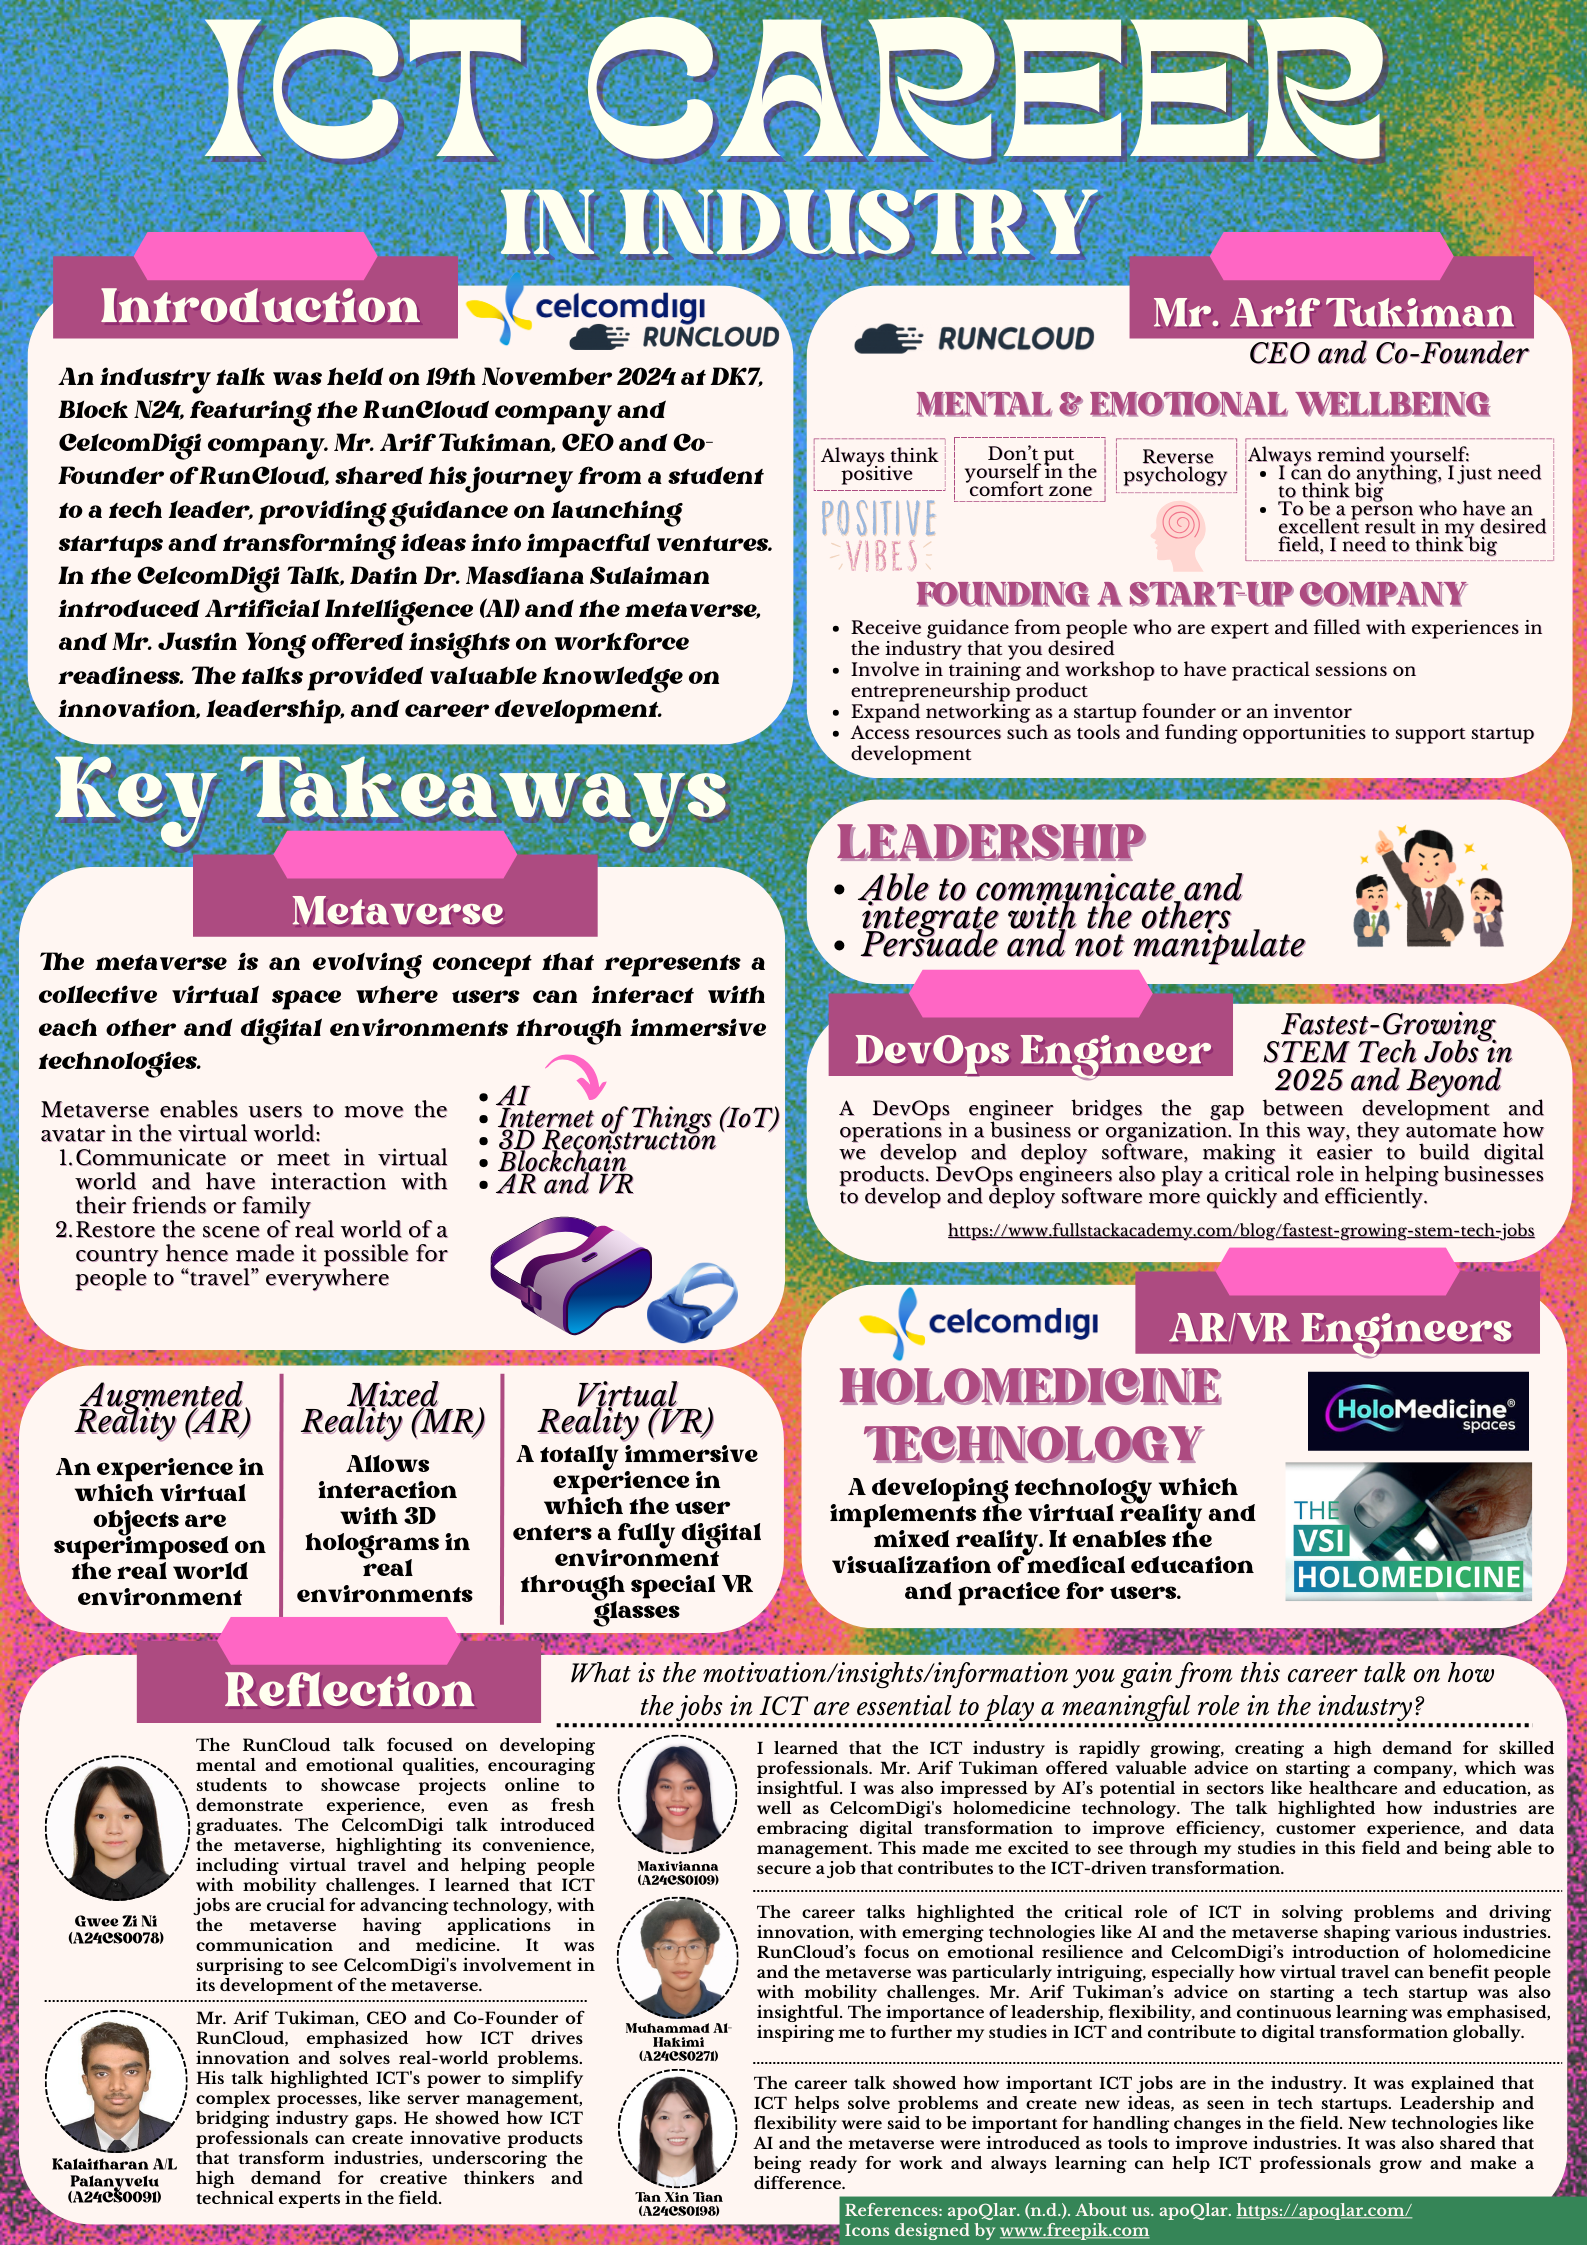 ICT CAREER
IN INDUSTRY
Introduction
celcomdigi
RUNCLOUD
An industry talk was held on 19th November 2024 at DK7,
Block N24, featuring the RunCloud company and
CelcomDigi company. Mr. Arif Tukiman, CEO and Co-
Founder of RunCloud, shared his journey from a student
to a tech leader, providing guidance on launching
startups and transforming ideas into impactful ventures.
In the CelcomDigi Talk, Datin Dr. Masdiana Sulaiman
introduced Artificial Intelligence (AI) and the metaverse,
and Mr. Justin Yong offered insights on workforce
readiness. The talks provided valuable knowledge on
innovation, leadership, and career development.
RUNCLOUD
Mr. Arif Tukiman
CEO and Co-Founder
MENTAL & EMOTIONAL WELLBEING
Always think
positive
Don't put
yourself in the
comfort zone
Reverse
psychology
Always remind yourself:
• I can do anything, I just need
to think big
• To be a person who have an
excellent result in my desired
field, I need to think big
POSITIVE
VIBES
FOUNDING A START-UP COMPANY
• Receive guidance from people who are expert and filled with experiences in
the industry that you desired
• Involve in training and workshop to have practical sessions on
entrepreneurship product
• Expand networking as a startup founder or an inventor
• Access resources such as tools and funding opportunities to support startup
development
Key Takeaways
Metaverse
The metaverse is an evolving concept that represents a
collective virtual space where users can interact with
each other and digital environments through immersive
technologies.
Metaverse enables users to move the
avatar in the virtual world:
1. Communicate or meet in virtual
world and have interaction with
their friends or family
2. Restore the scene of real world of a
country hence made it possible for
people to “travel” everywhere
• AI
• Internet of Things (IoT)
• 3D Reconstruction
• Blockchain
• AR and VR
LEADERSHIP
• Able to communicate and
integrate with the others
• Persuade and not manipulate
DevOps Engineer
Fastest-Growing
STEM Tech Jobs in
2025 and Beyond
A DevOps engineer bridges the gap between development and
operations in a business or organization. In this way, they automate how
we develop and deploy software, making it easier to build digital
products. DevOps engineers also play a critical role in helping businesses
to develop and deploy software more quickly and efficiently.
https://www.fullstackacademy.com/blog/fastest-growing-stem-tech-jobs
Augmented
Reality (AR)
An experience in
which virtual
objects are
superimposed on
the real world
environment
Mixed
Reality (MR)
Allows
interaction
with 3D
holograms in
real
environments
Virtual
Reality (VR)
A totally immersive
experience in
which the user
enters a fully digital
environment
through special VR
glasses
celcomdigi
AR/VR Engineers
HOLOMEDICINE
TECHNOLOGY
A developing technology which
implements the virtual reality and
mixed reality. It enables the
visualization of medical education
and practice for users.
HoloMedicine®
spaces
THE
VSI
HOLOMEDICINE
Reflection
What is the motivation/insights/information you gain from this career talk on how
the jobs in ICT are essential to play a meaningful role in the industry?
Gwee Zi Ni
(A24CS0078)
The RunCloud talk focused on developing
mental and emotional qualities, encouraging
students to showcase projects online to
demonstrate experience, even as fresh
graduates. The CelcomDigi talk introduced
the metaverse, highlighting its convenience,
including virtual travel and helping people
with mobility challenges. I learned that ICT
jobs are crucial for advancing technology, with
the metaverse having applications in
communication and medicine. It was
surprising to see CelcomDigi's involvement in
its development of the metaverse.
Kalaitharan A/L
Palanyvelu
(A24CS0091)
Mr. Arif Tukiman, CEO and Co-Founder of
RunCloud, emphasized how ICT drives
innovation and solves real-world problems.
His talk highlighted ICT's power to simplify
complex processes, like server management,
bridging industry gaps. He showed how ICT
professionals can create innovative products
that transform industries, underscoring the
high demand for creative thinkers and
technical experts in the field.
Maxivianna
(A24CS0109)
I learned that the ICT industry is rapidly growing, creating a high demand for skilled
professionals. Mr. Arif Tukiman offered valuable advice on starting a company, which was
insightful. I was also impressed by AI's potential in sectors like healthcare and education, as
well as CelcomDigi's holomedicine technology. The talk highlighted how industries are
embracing digital transformation to improve efficiency, customer experience, and data
management. This made me excited to see through my studies in this field and being able to
secure a job that contributes to the ICT-driven transformation.
Muhammad Al-
Hakimi
(A24CS0271)
The career talks highlighted the critical role of ICT in solving problems and driving
innovation, with emerging technologies like AI and the metaverse shaping various industries.
RunCloud's focus on emotional resilience and CelcomDigi's introduction of holomedicine
and the metaverse was particularly intriguing, especially how virtual travel can benefit people
with mobility challenges. Mr. Arif Tukiman's advice on starting a tech startup was also
insightful. The importance of leadership, flexibility, and continuous learning was emphasised,
inspiring me to further my studies in ICT and contribute to digital transformation globally.
Tan Xin Tian
(A24CS0198)
The career talk showed how important ICT jobs are in the industry. It was explained that
ICT helps solve problems and create new ideas, as seen in tech startups. Leadership and
flexibility were said to be important for handling changes in the field. New technologies like
AI and the metaverse were introduced as tools to improve industries. It was also shared that
being ready for work and always learning can help ICT professionals grow and make a
difference.
References: apoQlar. (n.d.). About us. apoQlar. https://apoqlar.com/
Icons designed by www.freepik.com